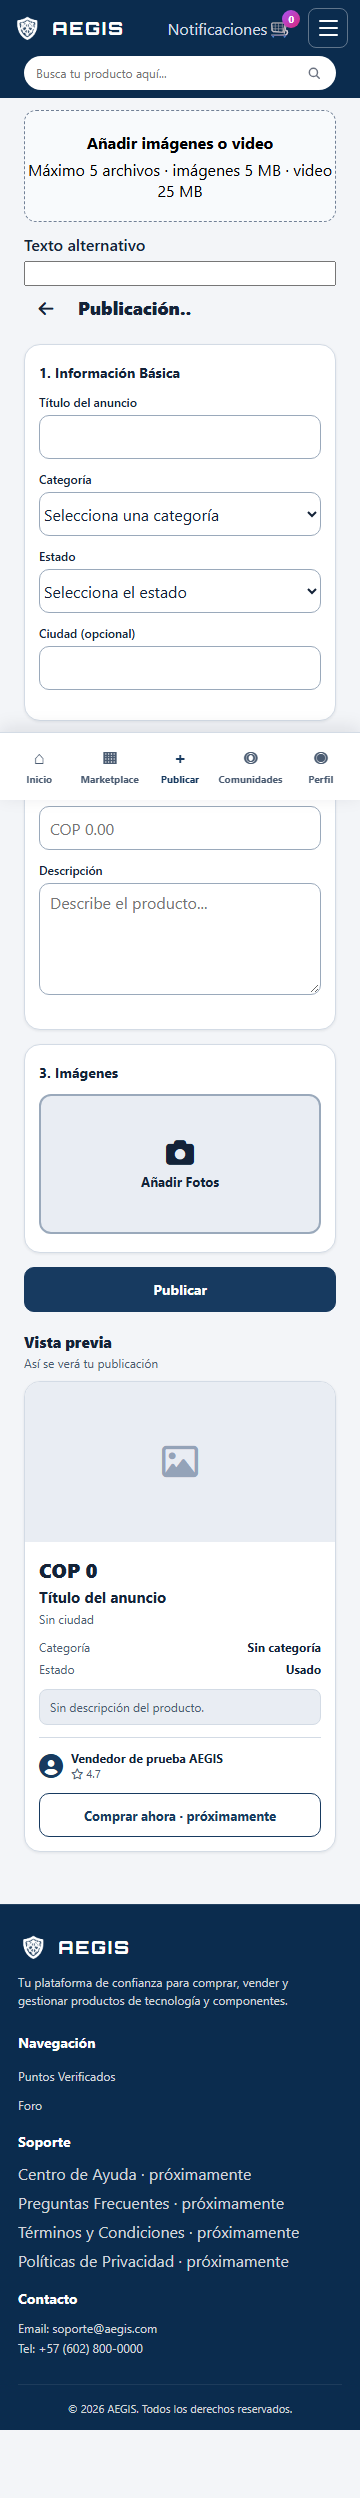 AEGIS
Notificaciones 0
Busca tu producto aquí...
Añadir imágenes o video
Máximo 5 archivos · imágenes 5 MB · video
25 MB
Texto alternativo
Publicación..
1. Información Básica
Título del anuncio
Categoría
Selecciona una categoría
Estado
Selecciona el estado
Ciudad (opcional)
Inicio
Marketplace
Publicar
Comunidades
Perfil
COP 0.00
Descripción
Describe el producto...
3. Imágenes
Añadir Fotos
Publicar
Vista previa
Así se verá tu publicación
COP 0
Título del anuncio
Sin ciudad
Categoría Sin categoría
Estado Usado
Sin descripción del producto.
Vendedor de prueba AEGIS
4.7
Comprar ahora · próximamente
AEGIS
Tu plataforma de confianza para comprar, vender y
gestionar productos de tecnología y componentes.
Navegación
Puntos Verificados
Foro
Soporte
Centro de Ayuda · próximamente
Preguntas Frecuentes · próximamente
Términos y Condiciones · próximamente
Políticas de Privacidad · próximamente
Contacto
Email: soporte@aegis.com
Tel: +57 (602) 800-0000
© 2026 AEGIS. Todos los derechos reservados.